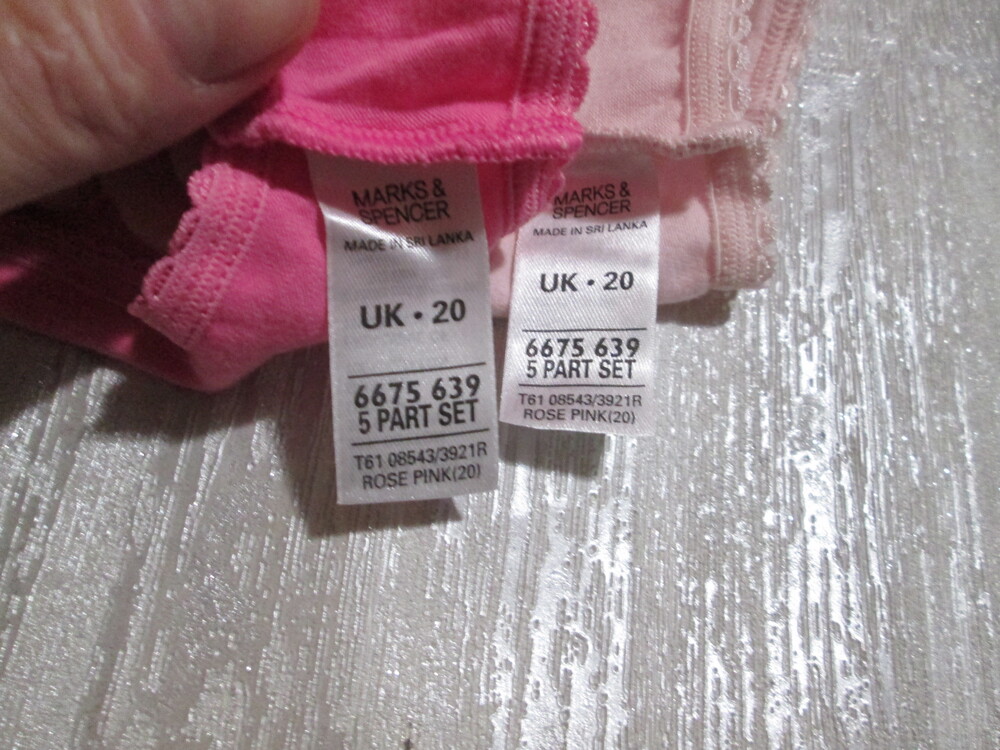 MARKS &
SPENCER
MADE IN SRI LANKA
UK • 20
6675 639
5 PART SET
T61 08543/3921R
ROSE PINK(20)
MARKS &
SPENCER
MADE IN SRI LANKA
UK • 20
6675 639
5 PART SET
T61 08543/3921R
ROSE PINK(20)